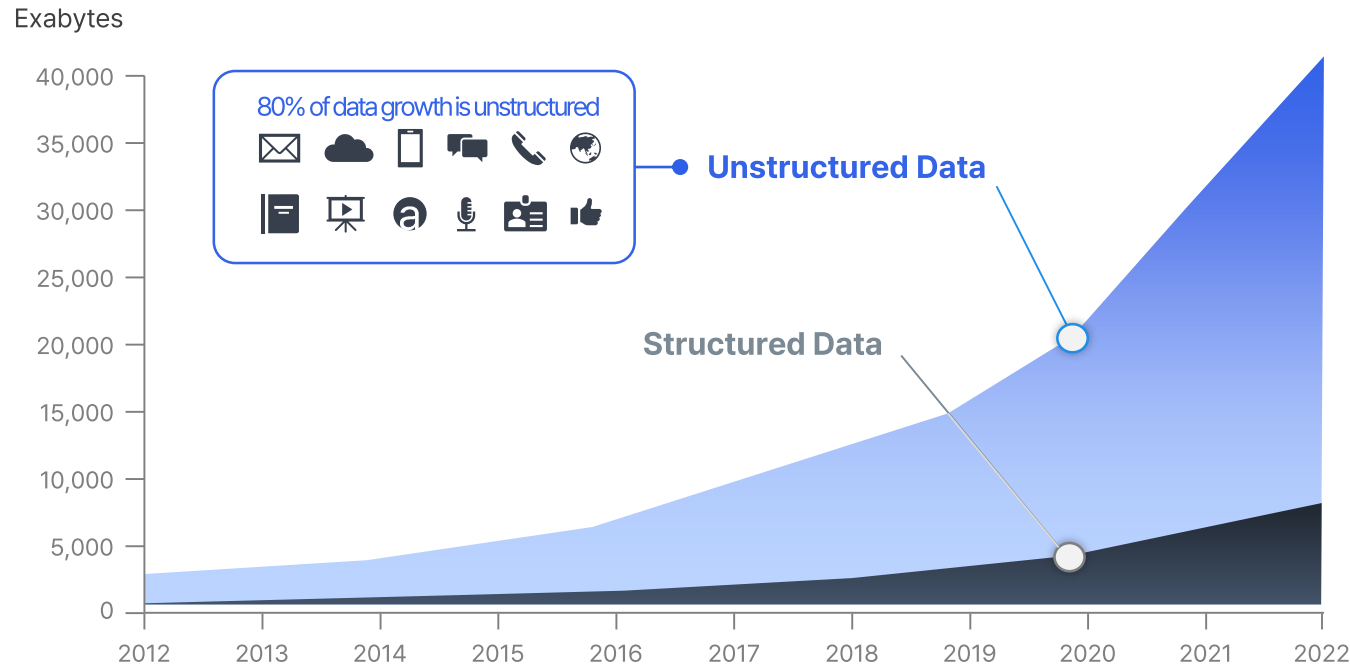 Exabytes
40,000
35,000
30,000
25,000
20,000
15,000
10,000
5,000
0
80% of data growth is unstructured
a
Unstructured Data
Structured Data
2012 2013 2014 2015 2016 2017 2018 2019 2020 2021 2022